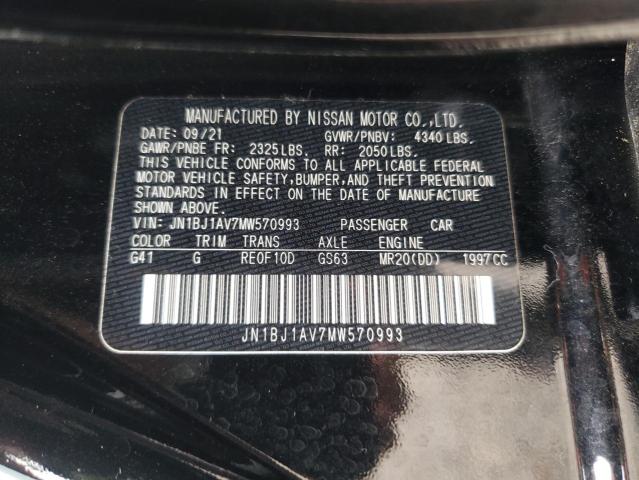 MANUFACTURED BY NISSAN MOTOR CO.,LTD.
DATE: 09/21 GVWR/PNBV: 4340 LBS.
GAWR/PNBE FR: 2325 LBS. RR: 2050 LBS.
THIS VEHICLE CONFORMS TO ALL APPLICABLE FEDERAL
MOTOR VEHICLE SAFETY,BUMPER,AND THEFT PREVENTION
STANDARDS IN EFFECT ON THE DATE OF MANUFACTURE
SHOWN ABOVE.
VIN: JN1BJ1AV7MW570993 PASSENGER CAR
COLOR TRIM TRANS AXLE ENGINE
G41 G RE0F10D GS63 MR20(DD) 1997CC
JN1BJ1AV7MW570993